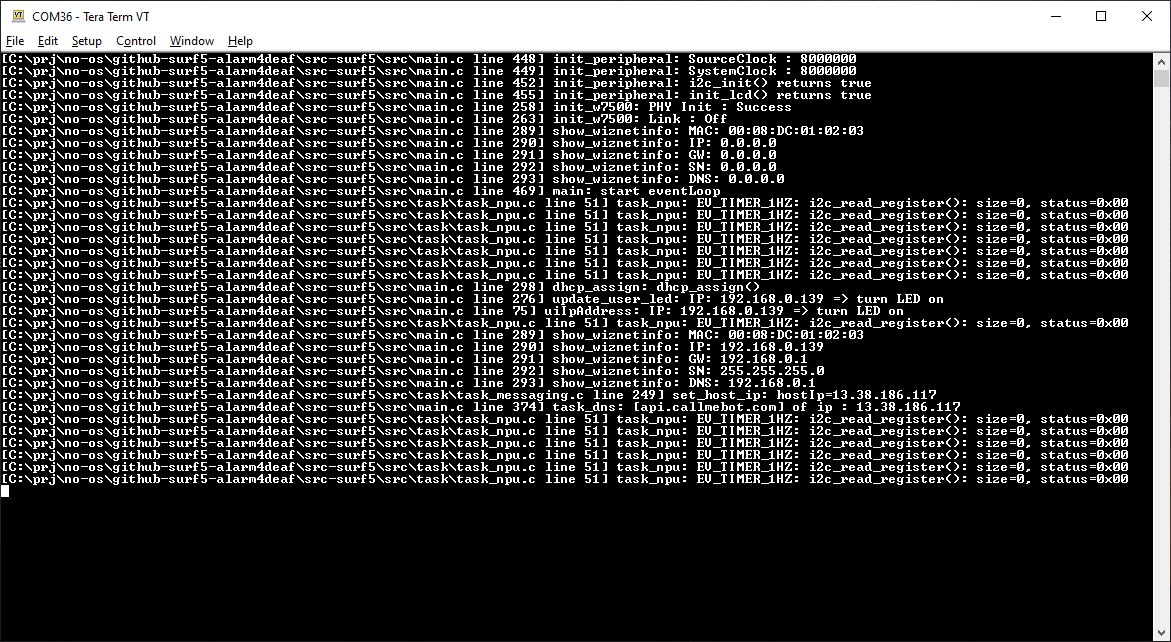 COM36 - Tera Term VT
File Edit Setup Control Window Help
[C:\prj\no-os\github-surf5-alarm4deaf\src-surf5\src\main.c line 448] init_peripheral: SourceClock : 8000000
[C:\prj\no-os\github-surf5-alarm4deaf\src-surf5\src\main.c line 449] init_peripheral: SystemClock : 8000000
[C:\prj\no-os\github-surf5-alarm4deaf\src-surf5\src\main.c line 452] init_peripheral: i2c_init() returns true
[C:\prj\no-os\github-surf5-alarm4deaf\src-surf5\src\main.c line 455] init_peripheral: init_lcd() returns true
[C:\prj\no-os\github-surf5-alarm4deaf\src-surf5\src\main.c line 258] init_w7500: PHY Init : Success
[C:\prj\no-os\github-surf5-alarm4deaf\src-surf5\src\main.c line 263] init_w7500: Link : Off
[C:\prj\no-os\github-surf5-alarm4deaf\src-surf5\src\main.c line 289] show_wiznetinfo: MAC: 00:08:DC:01:02:03
[C:\prj\no-os\github-surf5-alarm4deaf\src-surf5\src\main.c line 290] show_wiznetinfo: IP: 0.0.0.0
[C:\prj\no-os\github-surf5-alarm4deaf\src-surf5\src\main.c line 291] show_wiznetinfo: GW: 0.0.0.0
[C:\prj\no-os\github-surf5-alarm4deaf\src-surf5\src\main.c line 292] show_wiznetinfo: SN: 0.0.0.0
[C:\prj\no-os\github-surf5-alarm4deaf\src-surf5\src\main.c line 293] show_wiznetinfo: DNS: 0.0.0.0
[C:\prj\no-os\github-surf5-alarm4deaf\src-surf5\src\main.c line 469] main: start eventLoop
[C:\prj\no-os\github-surf5-alarm4deaf\src-surf5\src\task\task_npu.c line 51] task_npu: EV_TIMER_1HZ: i2c_read_register(): size=0, status=0x00
[C:\prj\no-os\github-surf5-alarm4deaf\src-surf5\src\task\task_npu.c line 51] task_npu: EV_TIMER_1HZ: i2c_read_register(): size=0, status=0x00
[C:\prj\no-os\github-surf5-alarm4deaf\src-surf5\src\task\task_npu.c line 51] task_npu: EV_TIMER_1HZ: i2c_read_register(): size=0, status=0x00
[C:\prj\no-os\github-surf5-alarm4deaf\src-surf5\src\task\task_npu.c line 51] task_npu: EV_TIMER_1HZ: i2c_read_register(): size=0, status=0x00
[C:\prj\no-os\github-surf5-alarm4deaf\src-surf5\src\task\task_npu.c line 51] task_npu: EV_TIMER_1HZ: i2c_read_register(): size=0, status=0x00
[C:\prj\no-os\github-surf5-alarm4deaf\src-surf5\src\task\task_npu.c line 51] task_npu: EV_TIMER_1HZ: i2c_read_register(): size=0, status=0x00
[C:\prj\no-os\github-surf5-alarm4deaf\src-surf5\src\task\task_npu.c line 51] task_npu: EV_TIMER_1HZ: i2c_read_register(): size=0, status=0x00
[C:\prj\no-os\github-surf5-alarm4deaf\src-surf5\src\main.c line 298] dhcp_assign: dhcp_assign()
[C:\prj\no-os\github-surf5-alarm4deaf\src-surf5\src\main.c line 276] update_user_led: IP: 192.168.0.139 => turn LED on
[C:\prj\no-os\github-surf5-alarm4deaf\src-surf5\src\main.c line 75] uiIpAddress: IP: 192.168.0.139 => turn LED on
[C:\prj\no-os\github-surf5-alarm4deaf\src-surf5\src\task\task_npu.c line 51] task_npu: EV_TIMER_1HZ: i2c_read_register(): size=0, status=0x00
[C:\prj\no-os\github-surf5-alarm4deaf\src-surf5\src\main.c line 289] show_wiznetinfo: MAC: 00:08:DC:01:02:03
[C:\prj\no-os\github-surf5-alarm4deaf\src-surf5\src\main.c line 290] show_wiznetinfo: IP: 192.168.0.139
[C:\prj\no-os\github-surf5-alarm4deaf\src-surf5\src\main.c line 291] show_wiznetinfo: GW: 192.168.0.1
[C:\prj\no-os\github-surf5-alarm4deaf\src-surf5\src\main.c line 292] show_wiznetinfo: SN: 255.255.255.0
[C:\prj\no-os\github-surf5-alarm4deaf\src-surf5\src\main.c line 293] show_wiznetinfo: DNS: 192.168.0.1
[C:\prj\no-os\github-surf5-alarm4deaf\src-surf5\src\task\task_messaging.c line 249] set_host_ip: hostIp=13.38.186.117
[C:\prj\no-os\github-surf5-alarm4deaf\src-surf5\src\main.c line 374] task_dns: [api.callmebot.com] of ip : 13.38.186.117
[C:\prj\no-os\github-surf5-alarm4deaf\src-surf5\src\task\task_npu.c line 51] task_npu: EV_TIMER_1HZ: i2c_read_register(): size=0, status=0x00
[C:\prj\no-os\github-surf5-alarm4deaf\src-surf5\src\task\task_npu.c line 51] task_npu: EV_TIMER_1HZ: i2c_read_register(): size=0, status=0x00
[C:\prj\no-os\github-surf5-alarm4deaf\src-surf5\src\task\task_npu.c line 51] task_npu: EV_TIMER_1HZ: i2c_read_register(): size=0, status=0x00
[C:\prj\no-os\github-surf5-alarm4deaf\src-surf5\src\task\task_npu.c line 51] task_npu: EV_TIMER_1HZ: i2c_read_register(): size=0, status=0x00
[C:\prj\no-os\github-surf5-alarm4deaf\src-surf5\src\task\task_npu.c line 51] task_npu: EV_TIMER_1HZ: i2c_read_register(): size=0, status=0x00
[C:\prj\no-os\github-surf5-alarm4deaf\src-surf5\src\task\task_npu.c line 51] task_npu: EV_TIMER_1HZ: i2c_read_register(): size=0, status=0x00